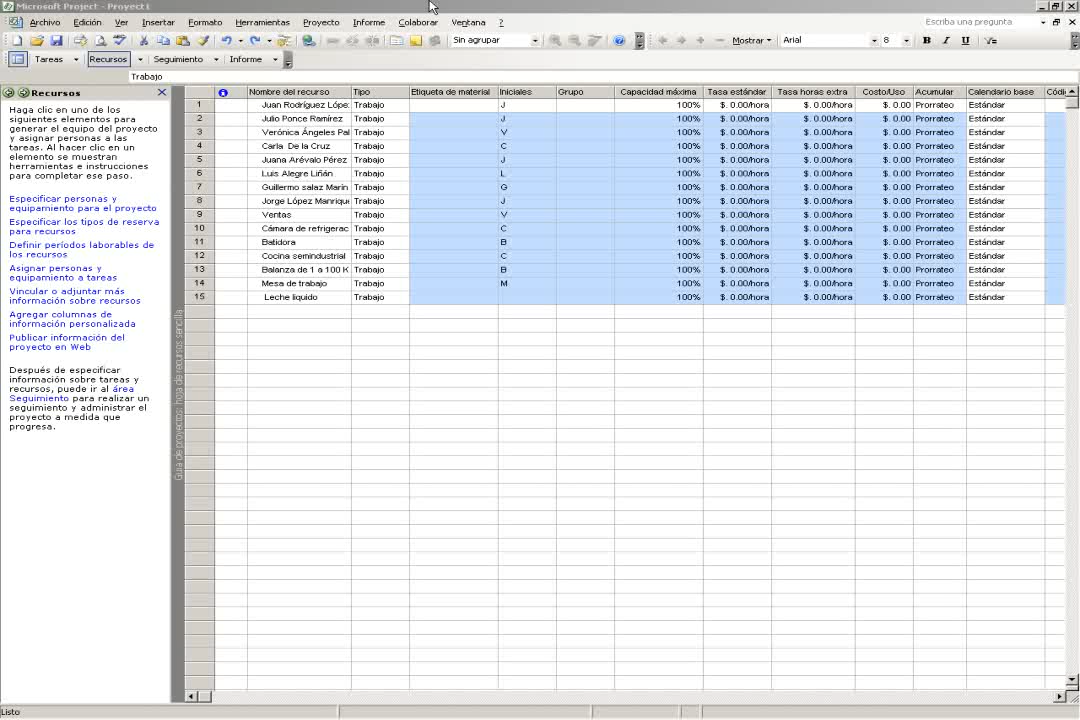 Microsoft Project - Proyect1
Archivo Edición Ver Insertar Formato Herramientas Proyecto Informe Colaborar Ventana ? Escriba una pregunta
Sin agrupar Mostrar Arial 8 N K S
Tareas Recursos Seguimiento Informe
Trabajo
Recursos
Haga clic en uno de los
siguientes elementos para
generar el equipo del proyecto
y asignar personas a las
tareas. Al hacer clic en un
elemento se muestran
herramientas e instrucciones
para completar ese paso.
Especificar personas y
equipamiento para el proyecto
Especificar los tipos de reserva
para recursos
Definir períodos laborables de
los recursos
Asignar personas y
equipamiento a tareas
Vincular o adjuntar más
información sobre recursos
Agregar columnas de
información personalizada
Publicar información del
proyecto en Web
Después de especificar
información sobre tareas y
recursos, puede ir al área
Seguimiento para realizar un
seguimiento y administrar el
proyecto a medida que
progresa.
Guía de proyectos: hoja de recursos sencilla
Nombre del recurso Tipo Etiqueta de material Iniciales Grupo Capacidad máxima Tasa estándar Tasa horas extra Costo/Uso Acumular Calendario base Códi
1 Juan Rodríguez Lópe: Trabajo J 100% $. 0.00/hora $. 0.00/hora $. 0.00 Prorrateo Estándar
2 Julio Ponce Ramírez Trabajo J 100% $. 0.00/hora $. 0.00/hora $. 0.00 Prorrateo Estándar
3 Verónica Ángeles Pal Trabajo V 100% $. 0.00/hora $. 0.00/hora $. 0.00 Prorrateo Estándar
4 Carla De la Cruz Trabajo C 100% $. 0.00/hora $. 0.00/hora $. 0.00 Prorrateo Estándar
5 Juana Arévalo Pérez Trabajo J 100% $. 0.00/hora $. 0.00/hora $. 0.00 Prorrateo Estándar
6 Luis Alegre Liñán Trabajo L 100% $. 0.00/hora $. 0.00/hora $. 0.00 Prorrateo Estándar
7 Guillermo salaz Marín Trabajo G 100% $. 0.00/hora $. 0.00/hora $. 0.00 Prorrateo Estándar
8 Jorge López Manrique Trabajo J 100% $. 0.00/hora $. 0.00/hora $. 0.00 Prorrateo Estándar
9 Ventas Trabajo V 100% $. 0.00/hora $. 0.00/hora $. 0.00 Prorrateo Estándar
10 Cámara de refrigerac Trabajo C 100% $. 0.00/hora $. 0.00/hora $. 0.00 Prorrateo Estándar
11 Batidora Trabajo B 100% $. 0.00/hora $. 0.00/hora $. 0.00 Prorrateo Estándar
12 Cocina semindustrial Trabajo C 100% $. 0.00/hora $. 0.00/hora $. 0.00 Prorrateo Estándar
13 Balanza de 1 a 100 K Trabajo B 100% $. 0.00/hora $. 0.00/hora $. 0.00 Prorrateo Estándar
14 Mesa de trabajo Trabajo M 100% $. 0.00/hora $. 0.00/hora $. 0.00 Prorrateo Estándar
15 Leche liquido Trabajo 100% $. 0.00/hora $. 0.00/hora $. 0.00 Prorrateo Estándar
Listo